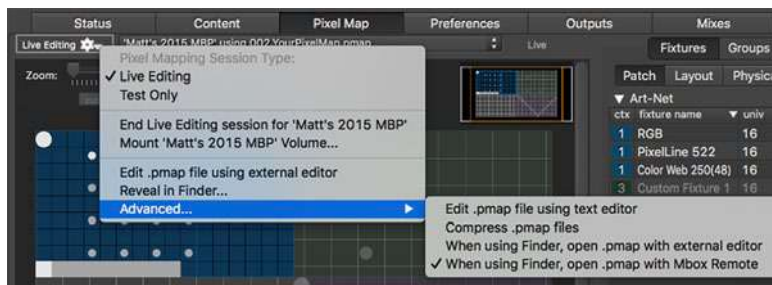 Status Content Pixel Map Preferences Outputs Mixes
Live Editing 'Matt's 2015 MBP' using 002.YourPixelMap.pmap Live Fixtures Groups
Pixel Mapping Session Type:
Zoom:
✓ Live Editing
Test Only
Patch Layout Physica
▼ Art-Net
ctx fixture name ▼ univ
End Live Editing session for 'Matt's 2015 MBP'
Mount 'Matt's 2015 MBP' Volume...
1 RGB 16
1 PixelLine 522 16
Edit .pmap file using external editor
1 Color Web 250(48) 16
Reveal in Finder...
3 Custom Fixture 1 16
Advanced... ▶
Edit .pmap file using text editor
Compress .pmap files
When using Finder, open .pmap with external editor
✓ When using Finder, open .pmap with Mbox Remote